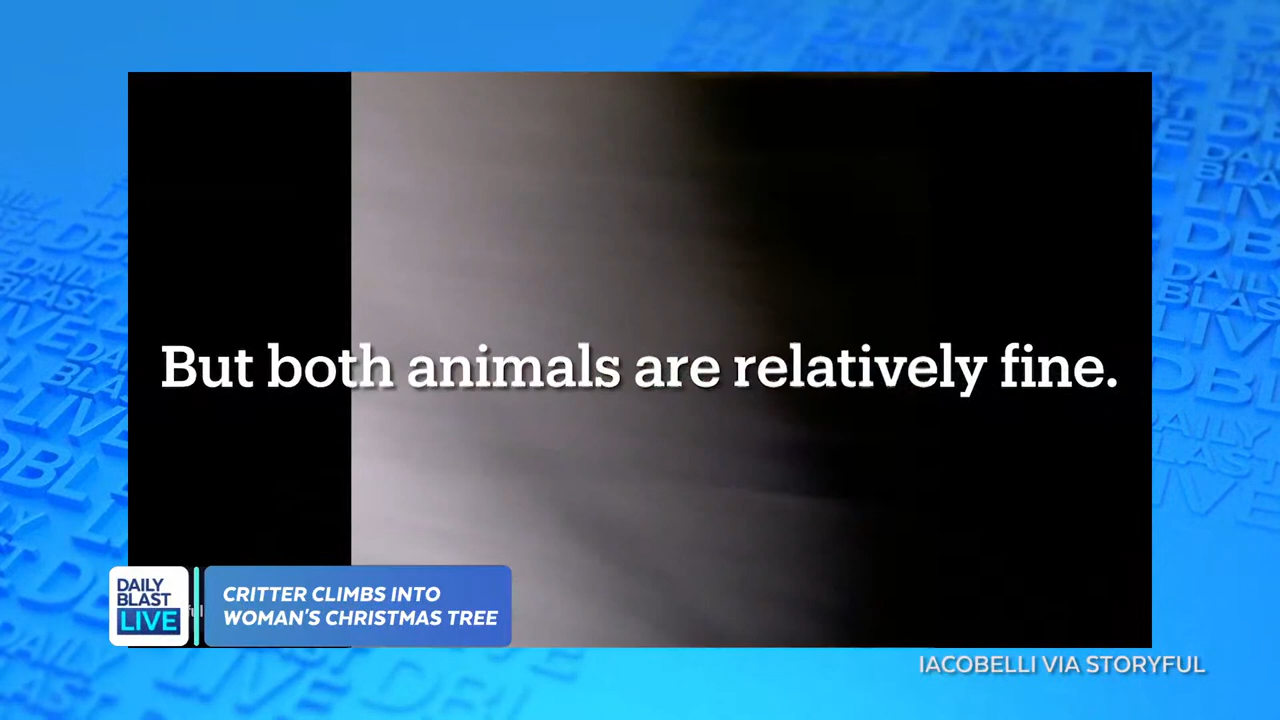 But both animals are relatively fine.
DAILY
BLAST
LIVE
CRITTER CLIMBS INTO
WOMAN'S CHRISTMAS TREE
IACOBELLI VIA STORYFUL